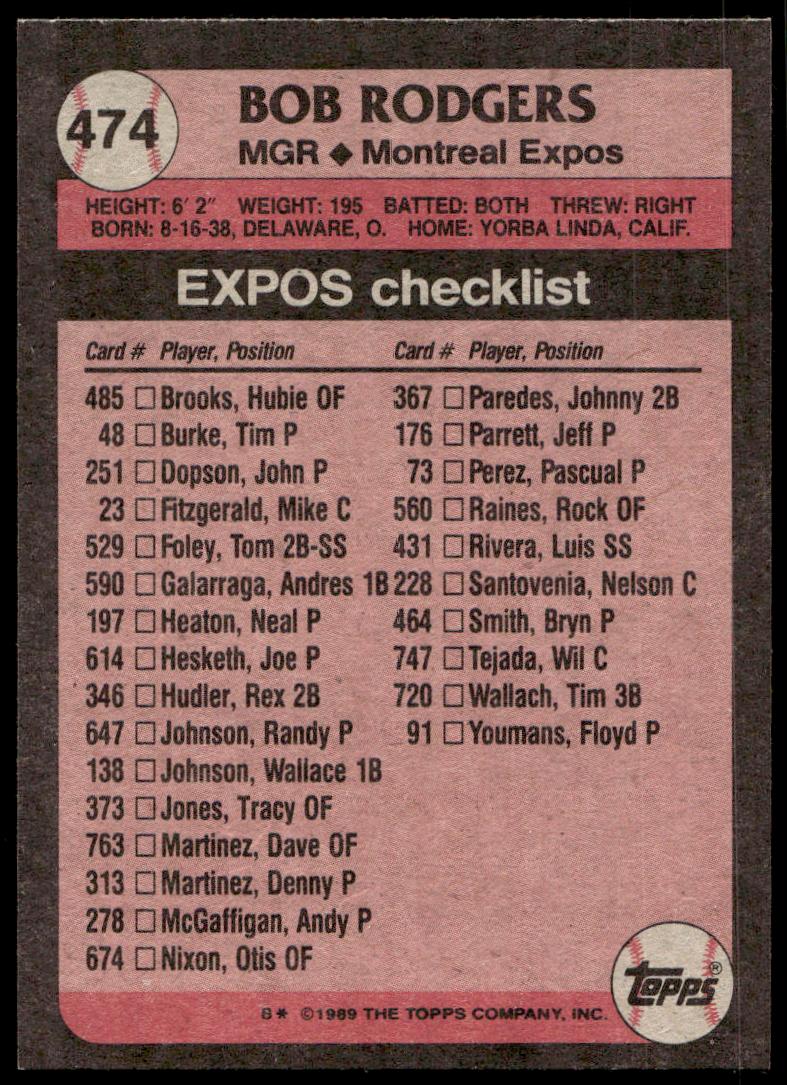 474
BOB RODGERS
MGR ◆ Montreal Expos
HEIGHT: 6' 2" WEIGHT: 195 BATTED: BOTH THREW: RIGHT
BORN: 8-16-38, DELAWARE, O. HOME: YORBA LINDA, CALIF.
EXPOS checklist
Card # Player, Position
485 □ Brooks, Hubie OF
48 □ Burke, Tim P
251 □ Dopson, John P
23 □ Fitzgerald, Mike C
529 □ Foley, Tom 2B-SS
590 □ Galarraga, Andres 1B
197 □ Heaton, Neal P
614 □ Hesketh, Joe P
346 □ Hudler, Rex 2B
647 □ Johnson, Randy P
138 □ Johnson, Wallace 1B
373 □ Jones, Tracy OF
763 □ Martinez, Dave OF
313 □ Martinez, Denny P
278 □ McGaffigan, Andy P
674 □ Nixon, Otis OF
Card # Player, Position
367 □ Paredes, Johnny 2B
176 □ Parrett, Jeff P
73 □ Perez, Pascual P
560 □ Raines, Rock OF
431 □ Rivera, Luis SS
228 □ Santovenia, Nelson C
464 □ Smith, Bryn P
747 □ Tejada, Wil C
720 □ Wallach, Tim 3B
91 □ Youmans, Floyd P
Topps®
B* ©1989 THE TOPPS COMPANY, INC.